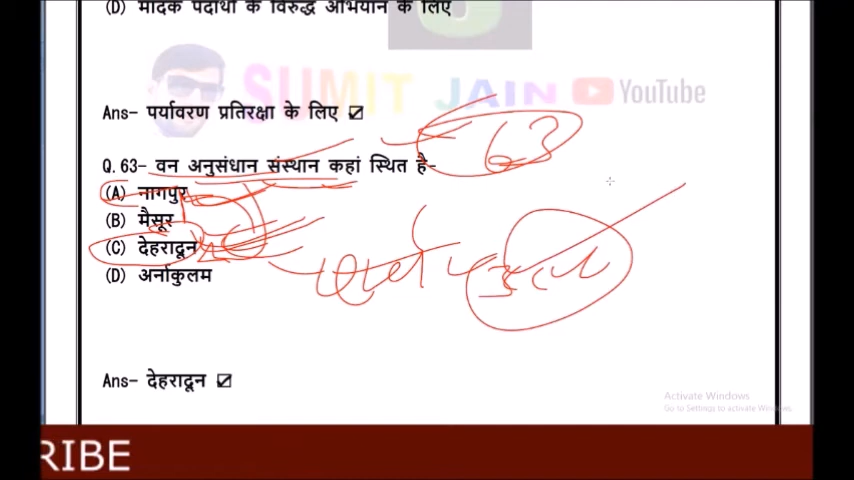 (D) मादक पदार्थो के विरुद्ध अभियान के लिए
SUMIT JAIN YouTube
Ans- पर्यावरण प्रतिरक्षा के लिए
63
Q.63- वन अनुसंधान संस्थान कहां स्थित है-
(A) नागपुर
(B) मैसूर
(C) देहरादून
(D) अर्नाकुलम
Ans- देहरादून
Activate Windows
Go to Settings to activate Windows.
RIBE